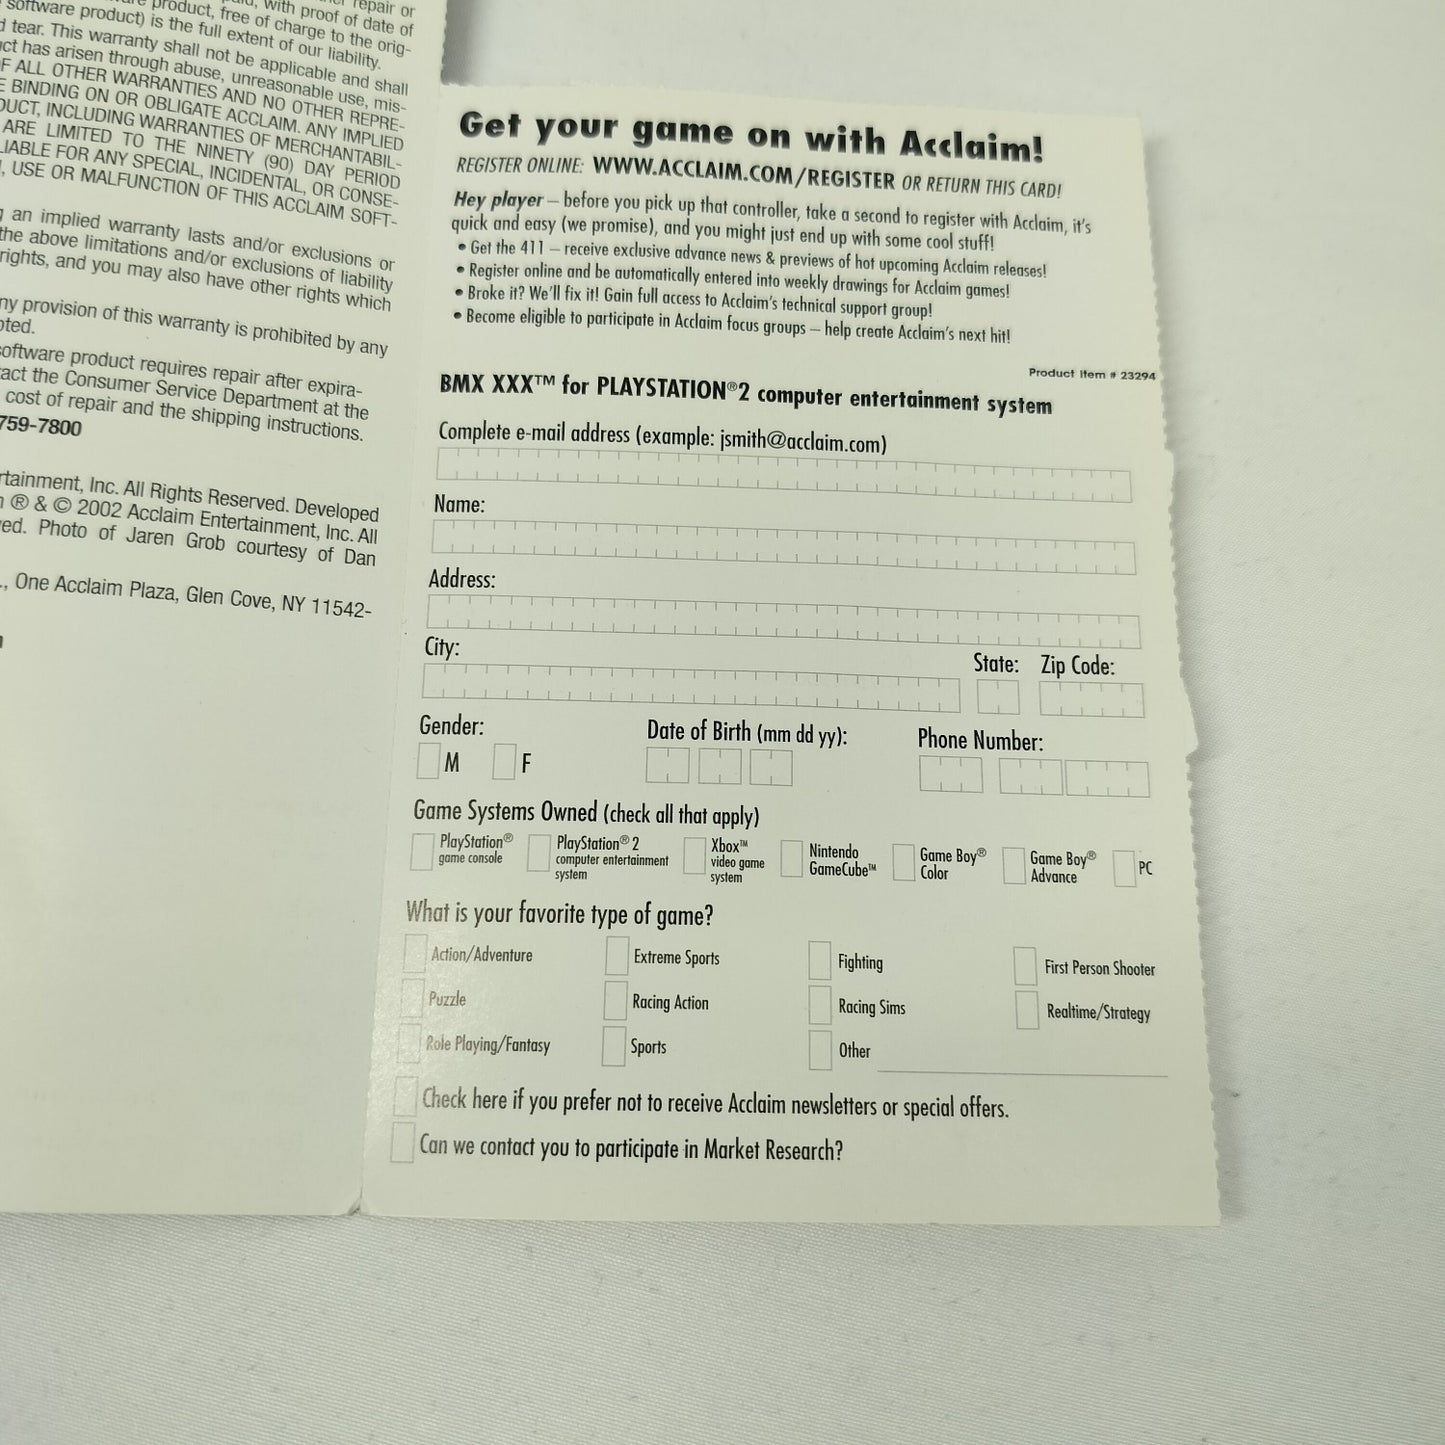 repair or
product, with proof of date of
software product, free of charge to the orig-
software product) is the full extent of our liability.
tear. This warranty shall not be applicable and shall
has arisen through abuse, unreasonable use, mis-
ALL OTHER WARRANTIES AND NO OTHER REPRE-
BINDING ON OR OBLIGATE ACCLAIM. ANY IMPLIED
INCLUDING WARRANTIES OF MERCHANTABIL-
ARE LIMITED TO THE NINETY (90) DAY PERIOD
LIABLE FOR ANY SPECIAL, INCIDENTAL, OR CONSE-
USE OR MALFUNCTION OF THIS ACCLAIM SOFT-
an implied warranty lasts and/or exclusions or
the above limitations and/or exclusions of liability
rights, and you may also have other rights which
ny provision of this warranty is prohibited by any
oted.
software product requires repair after expira-
tact the Consumer Service Department at the
cost of repair and the shipping instructions.
759-7800
rtainment, Inc. All Rights Reserved. Developed
® & © 2002 Acclaim Entertainment, Inc. All
ved. Photo of Jaren Grob courtesy of Dan
., One Acclaim Plaza, Glen Cove, NY 11542-
Get your game on with Acclaim!
REGISTER ONLINE: WWW.ACCLAIM.COM/REGISTER OR RETURN THIS CARD!
Hey player – before you pick up that controller, take a second to register with Acclaim, it's
quick and easy (we promise), and you might just end up with some cool stuff!
• Get the 411 – receive exclusive advance news & previews of hot upcoming Acclaim releases!
• Register online and be automatically entered into weekly drawings for Acclaim games!
• Broke it? We'll fix it! Gain full access to Acclaim's technical support group!
• Become eligible to participate in Acclaim focus groups – help create Acclaim's next hit!
Product Item # 23294
BMX XXX™ for PLAYSTATION®2 computer entertainment system
Complete e-mail address (example: jsmith@acclaim.com)
Name:
Address:
City: State: Zip Code:
Gender: Date of Birth (mm dd yy): Phone Number:
M F
Game Systems Owned (check all that apply)
PlayStation® game console
PlayStation® 2 computer entertainment system
Xbox™ video game system
Nintendo GameCube™
Game Boy® Color
Game Boy® Advance
PC
What is your favorite type of game?
Action/Adventure Extreme Sports Fighting First Person Shooter
Puzzle Racing Action Racing Sims Realtime/Strategy
Role Playing/Fantasy Sports Other
Check here if you prefer not to receive Acclaim newsletters or special offers.
Can we contact you to participate in Market Research?